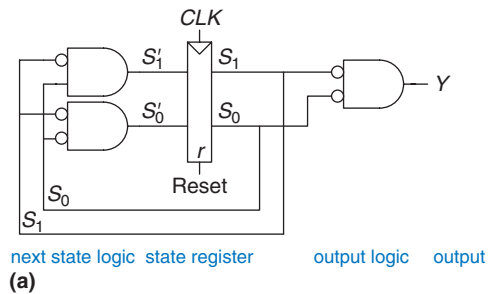 CLK
S'1 S1
Y
S'0 S0
r
Reset
S0
S1
next state logic state register output logic output
(a)